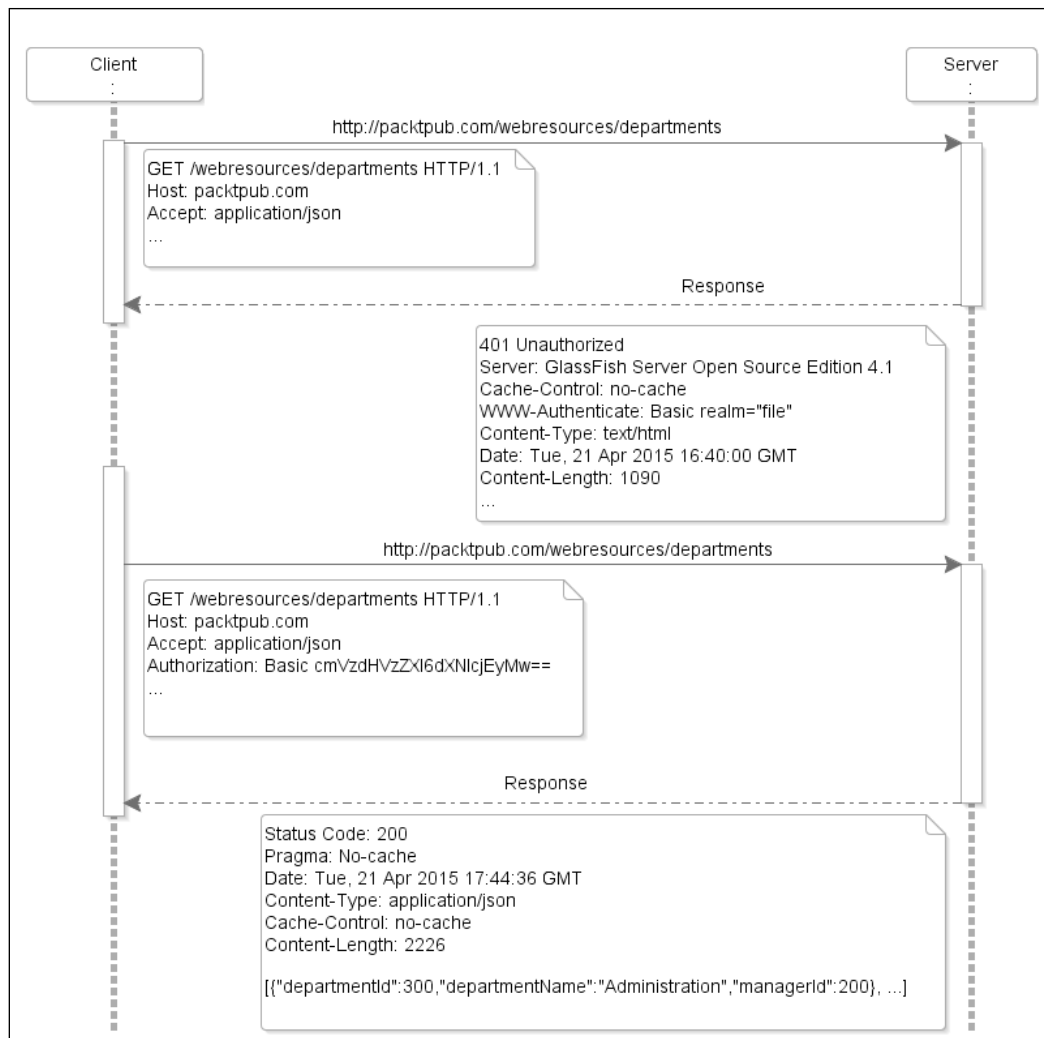 Client
:
Server
:
http://packtpub.com/webresources/departments
GET /webresources/departments HTTP/1.1
Host: packtpub.com
Accept: application/json
...
Response
401 Unauthorized
Server: GlassFish Server Open Source Edition 4.1
Cache-Control: no-cache
WWW-Authenticate: Basic realm="file"
Content-Type: text/html
Date: Tue, 21 Apr 2015 16:40:00 GMT
Content-Length: 1090
...
http://packtpub.com/webresources/departments
GET /webresources/departments HTTP/1.1
Host: packtpub.com
Accept: application/json
Authorization: Basic cmVzdHVzZXI6dXNlcjEyMw==
...
Response
Status Code: 200
Pragma: No-cache
Date: Tue, 21 Apr 2015 17:44:36 GMT
Content-Type: application/json
Cache-Control: no-cache
Content-Length: 2226
[{"departmentId":300,"departmentName":"Administration","managerId":200}, ...]